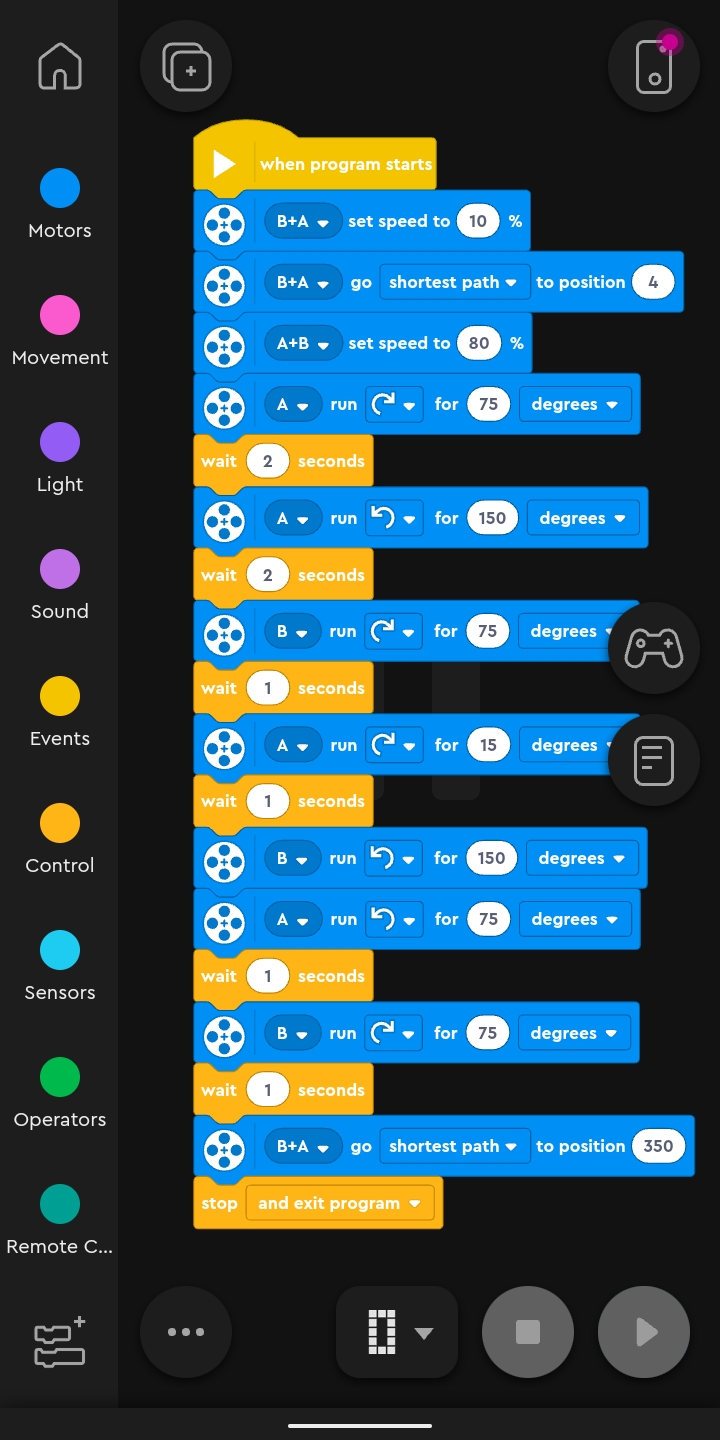 when program starts
B+A set speed to 10 %
B+A go shortest path to position 4
A+B set speed to 80 %
A run for 75 degrees
wait 2 seconds
A run for 150 degrees
wait 2 seconds
B run for 75 degrees
wait 1 seconds
A run for 15 degrees
wait 1 seconds
B run for 150 degrees
A run for 75 degrees
wait 1 seconds
B run for 75 degrees
wait 1 seconds
B+A go shortest path to position 350
stop and exit program
Motors
Movement
Light
Sound
Events
Control
Sensors
Operators
Remote C...
0